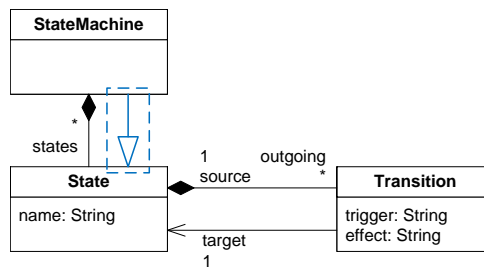 StateMachine
*
states
State
name: String
1
source
outgoing
*
Transition
trigger: String
effect: String
target
1